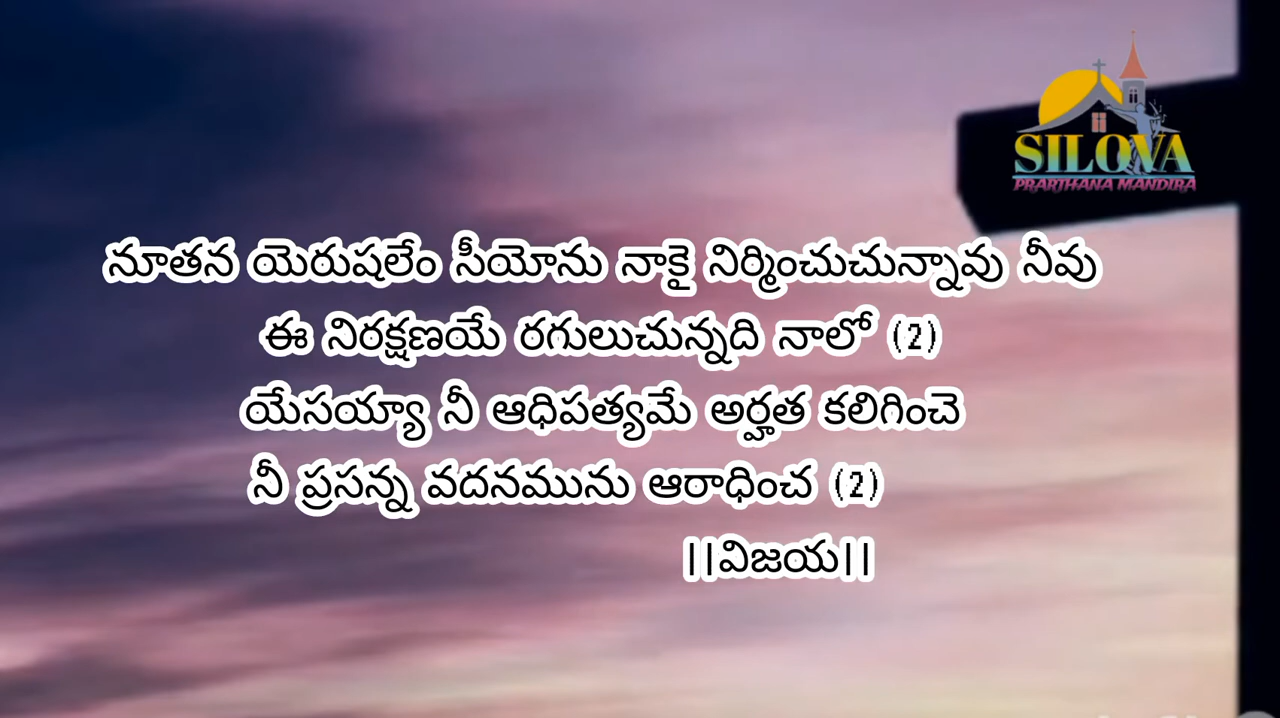 SILOVA
PRARTHANA MANDIRA
నూతన యెరుషలేం సీయోను నాకై నిర్మించుచున్నావు నీవు
ఈ నిరక్షణయే రగులుచున్నది నాలో (2)
యేసయ్యా నీ ఆధిపత్యమే అర్హత కలిగించె
నీ ప్రసన్న వదనమును ఆరాధించ (2)
||విజయ||